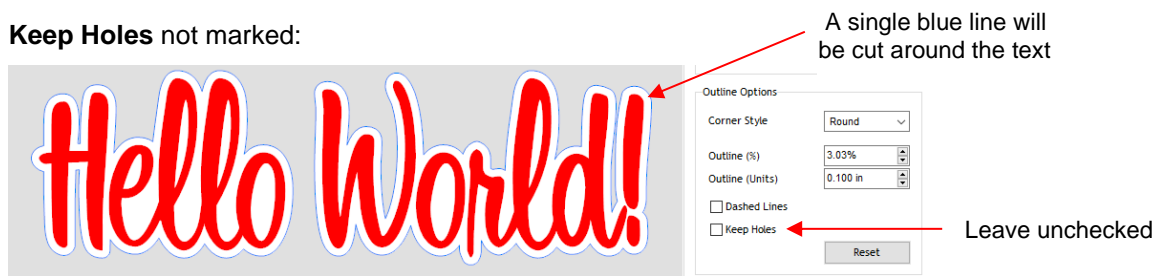 Keep Holes not marked:
A single blue line will
be cut around the text
Hello World!
Outline Options
Corner Style
Round
Outline (%)
3.03%
Outline (Units)
0.100 in
Dashed Lines
Keep Holes
Leave unchecked
Reset